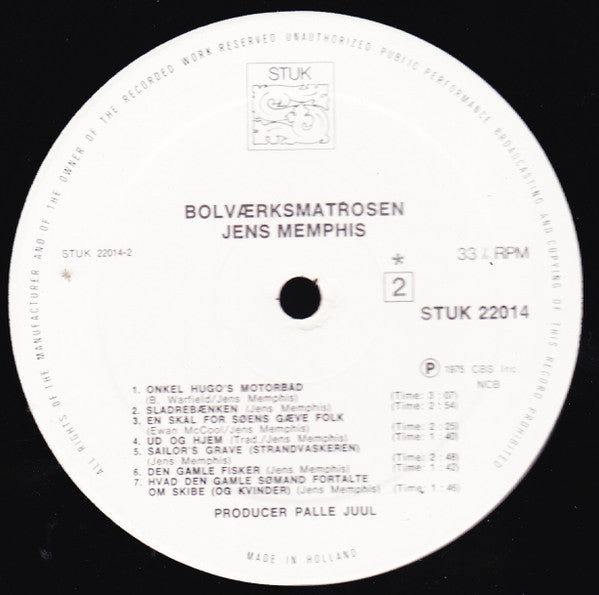 ALL RIGHTS OF THE MANUFACTURER AND OF THE OWNER OF THE RECORDED WORK RESERVED UNAUTHORIZED PUBLIC PERFORMANCE BROADCASTING AND COPYING OF THIS RECORD PROHIBITED
STUK
BOLVÆRKSMATROSEN
JENS MEMPHIS
STUK 22014-2
* 33⅓ RPM
2
STUK 22014
Ⓟ 1975 CBS Inc.
NCB
1. ONKEL HUGO'S MOTORBÅD
(B. Warfield/Jens Memphis) (Time: 3 : 07)
2. SLADREBÆNKEN (Jens Memphis) (Time: 2 : 54)
3. EN SKÅL FOR SØENS GÆVE FOLK
(Ewan McCool/Jens Memphis) (Time: 2 : 25)
4. UD OG HJEM (Trad./Jens Memphis) (Time: 1 : 40)
5. SAILOR'S GRAVE (STRANDVASKEREN)
(Jens Memphis) (Time: 2 : 48)
6. DEN GAMLE FISKER (Jens Memphis) (Time: 1 : 42)
7. HVAD DEN GAMLE SØMAND FORTALTE
OM SKIBE (OG KVINDER) (Jens Memphis) (Time: 1 : 46)
PRODUCER PALLE JUUL
MADE IN HOLLAND